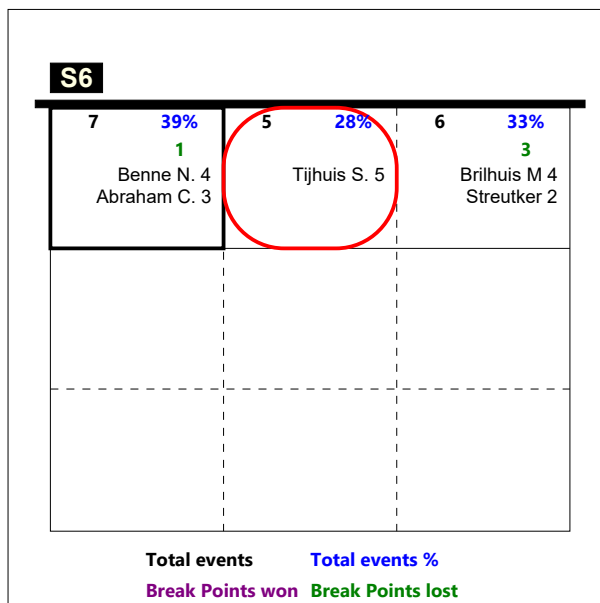 S6
7 39% 5 28% 6 33%
1 3
Benne N. 4 Tijhuis S. 5 Brilhuis M 4
Abraham C. 3 Streutker 2
Total events Total events %
Break Points won Break Points lost